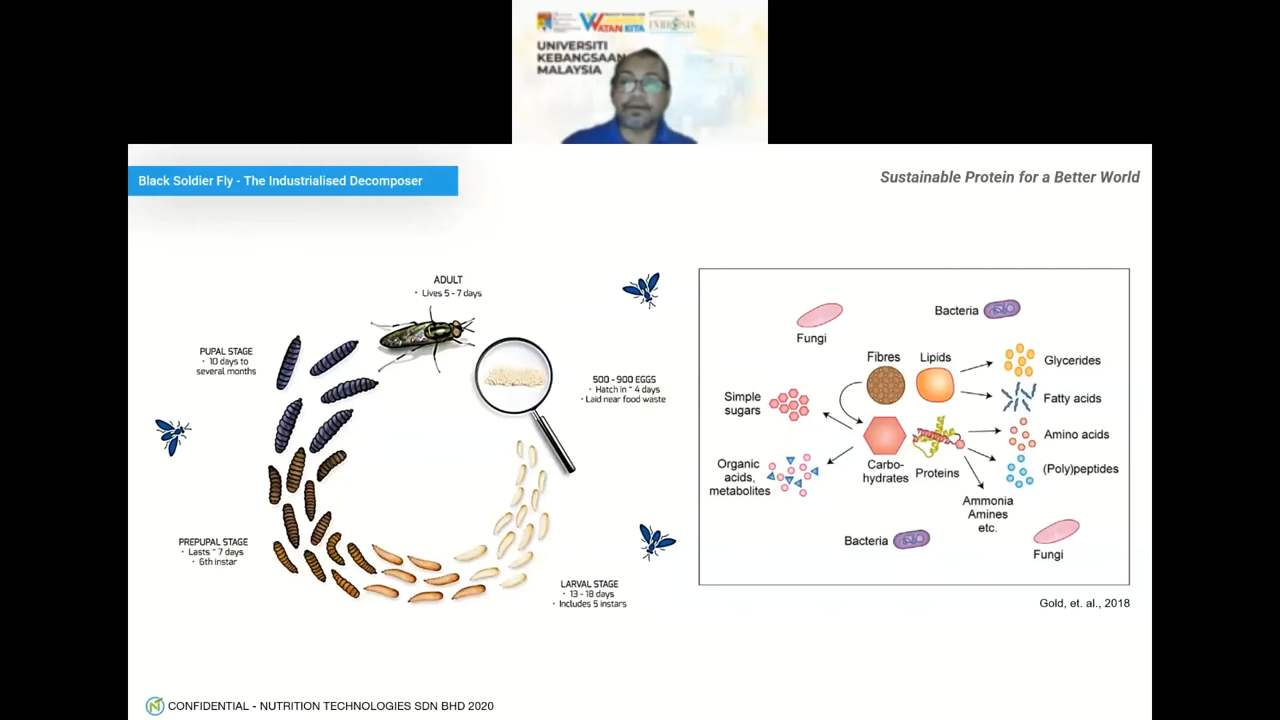 WATAN KITA
UNIVERSITI
KEBANGSAAN
MALAYSIA
Black Soldier Fly - The Industrialised Decomposer
Sustainable Protein for a Better World
ADULT
• Lives 5 - 7 days
PUPAL STAGE
• 10 days to
several months
500 - 900 EGGS
• Hatch in ~ 4 days
• Laid near food waste
PREPUPAL STAGE
• Lasts ~ 7 days
• 6th instar
LARVAL STAGE
• 13 - 18 days
• Includes 5 instars
Bacteria
Fungi
Fibres
Lipids
Glycerides
Simple
sugars
Fatty acids
Amino acids
Organic
acids,
metabolites
Carbo-
hydrates
Proteins
(Poly)peptides
Ammonia
Amines
etc.
Bacteria
Fungi
Gold, et. al., 2018
CONFIDENTIAL - NUTRITION TECHNOLOGIES SDN BHD 2020